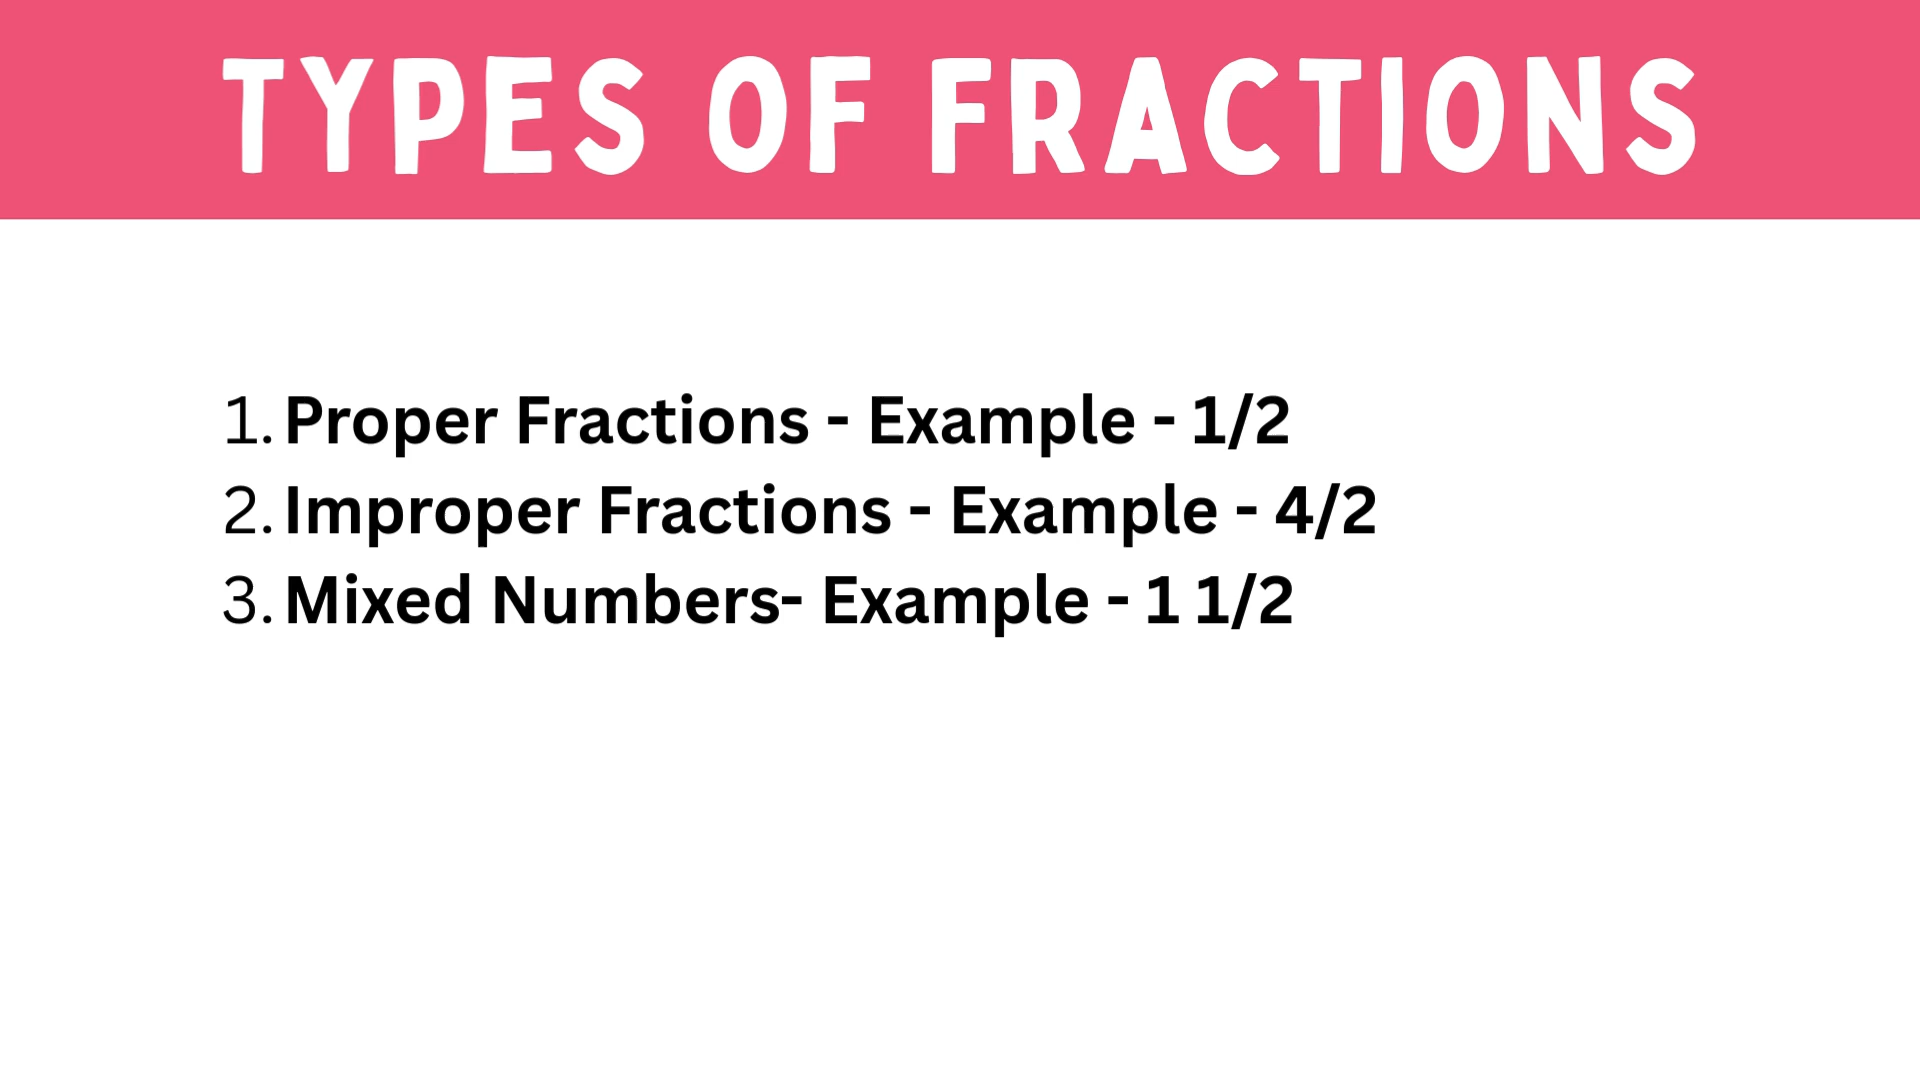 TYPES OF FRACTIONS
1. Proper Fractions - Example - 1/2
2. Improper Fractions - Example - 4/2
3. Mixed Numbers- Example - 1 1/2